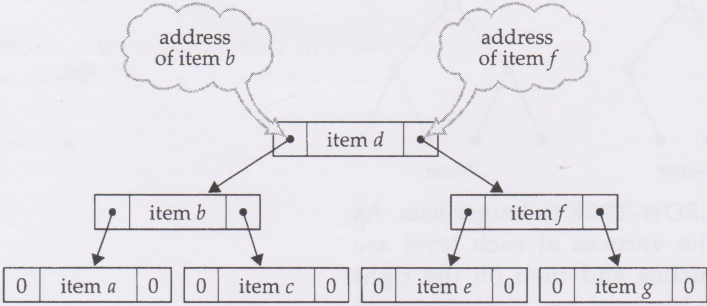 address
of item b
address
of item f
item d
item b
item f
0 item a 0
0 item c 0
0 item e 0
0 item g 0